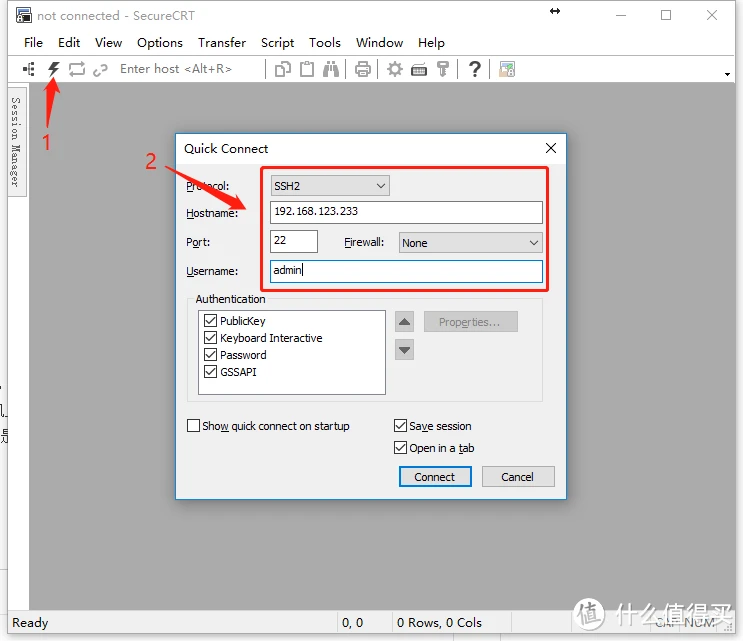 not connected - SecureCRT
File Edit View Options Transfer Script Tools Window Help
Enter host <Alt+R>
Session Manager
1
2
Quick Connect
Protocol: SSH2
Hostname: 192.168.123.233
Port: 22 Firewall: None
Username: admin
Authentication
PublicKey
Properties...
Keyboard Interactive
Password
GSSAPI
Show quick connect on startup
Save session
Open in a tab
Connect Cancel
是
Ready 0, 0 0 Rows, 0 Cols CAP NUM
值 什么值得买